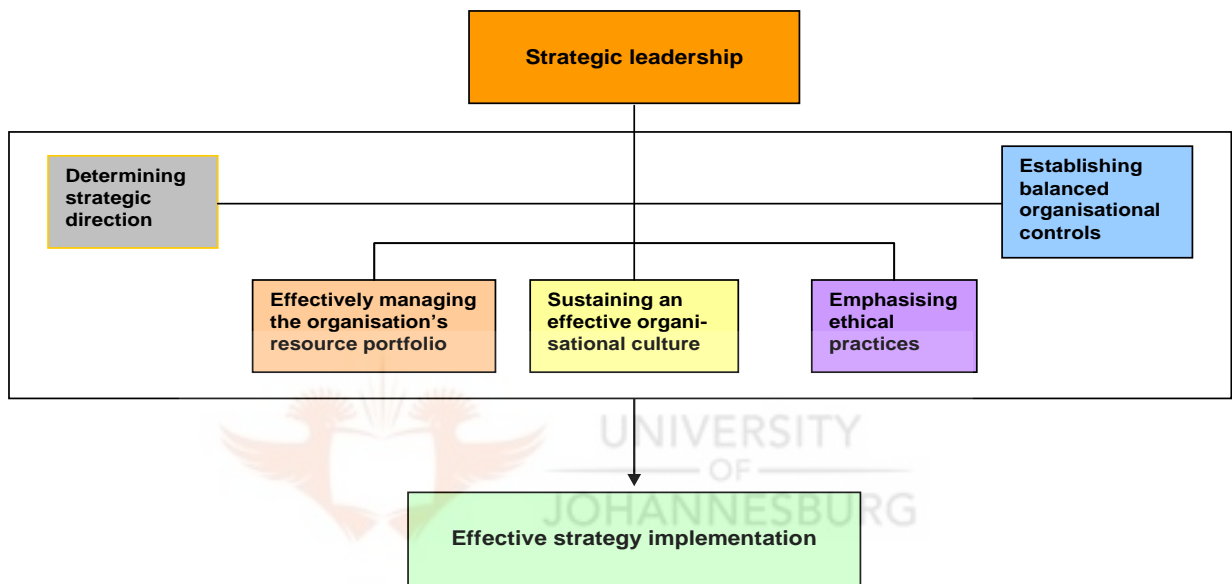 Strategic leadership
Determining
strategic
direction
Establishing
balanced
organisational
controls
Effectively managing
the organisation's
resource portfolio
Sustaining an
effective organi-
sational culture
Emphasising
ethical
practices
UNIVERSITY
OF
JOHANNESBURG
Effective strategy implementation